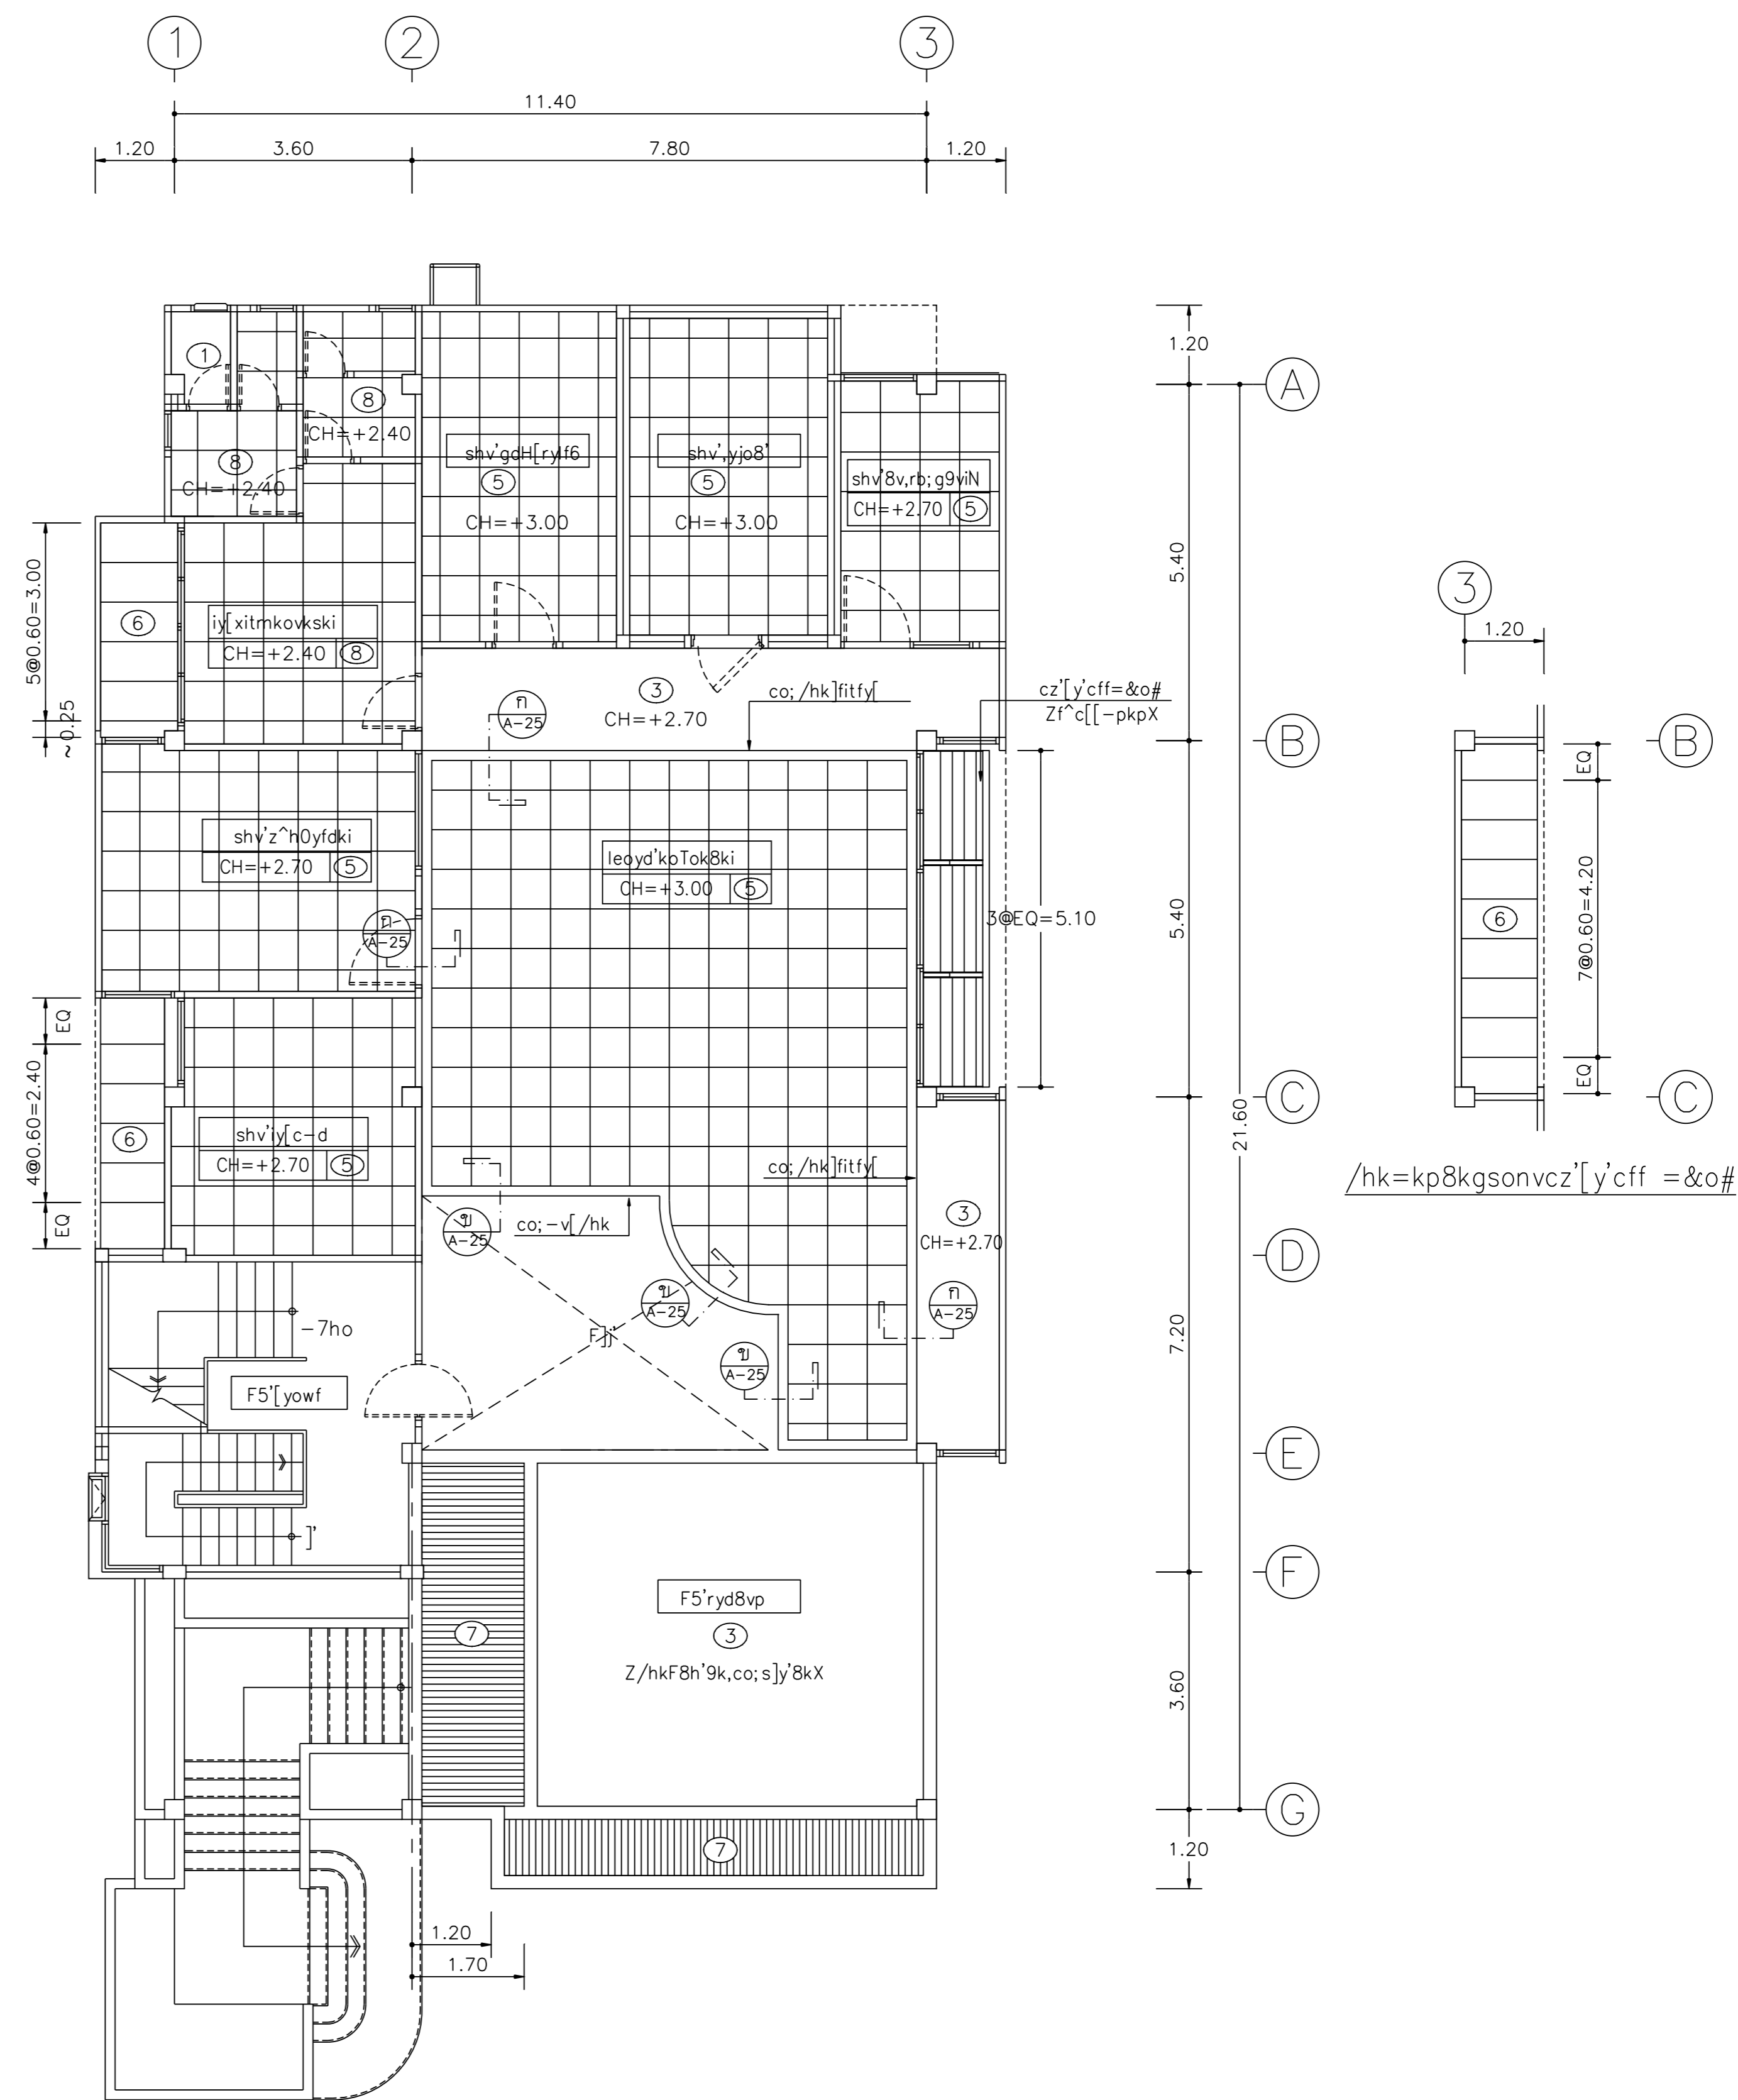 1
2
3
11.40
1.20
3.60
7.80
1.20
1.20
A
1
8
CH=+2.40
8
CH=+2.40
shv'gdH[rylf6
5
CH=+3.00
shv',yjo8'
5
CH=+3.00
shv'8v,rb;g9viN
CH=+2.70
5
5.40
5@0.60=3.00
6
iy[xitmkovkski
CH=+2.40
8
3
1.20
~0.25
ก
A-25
3
CH=+2.70
co;/hk]fitfy[
cz'[y'cff=&o#
Zf^c[[-pkpX
B
EQ
B
shv'z^h0yfdki
CH=+2.70
5
leoyd'koTok8ki
CH=+3.00
5
ก
A-25
3@EQ=5.10
5.40
6
7@0.60=4.20
EQ
EQ
C
C
21.60
4@0.60=2.40
6
shv'iy[c-d
CH=+2.70
5
co;/hk]fitfy[
/hk=kp8kgsonvcz'[y'cff =&o#
EQ
ข
A-25
co;-v[/hk
3
CH=+2.70
D
ข
A-25
ก
A-25
-7ho
F]j'
ข
A-25
7.20
F5'[yowf
E
]'
F
F5'ryd8vp
3
Z/hkF8h'9k,co;s]y'8kX
7
3.60
G
7
1.20
1.20
1.70